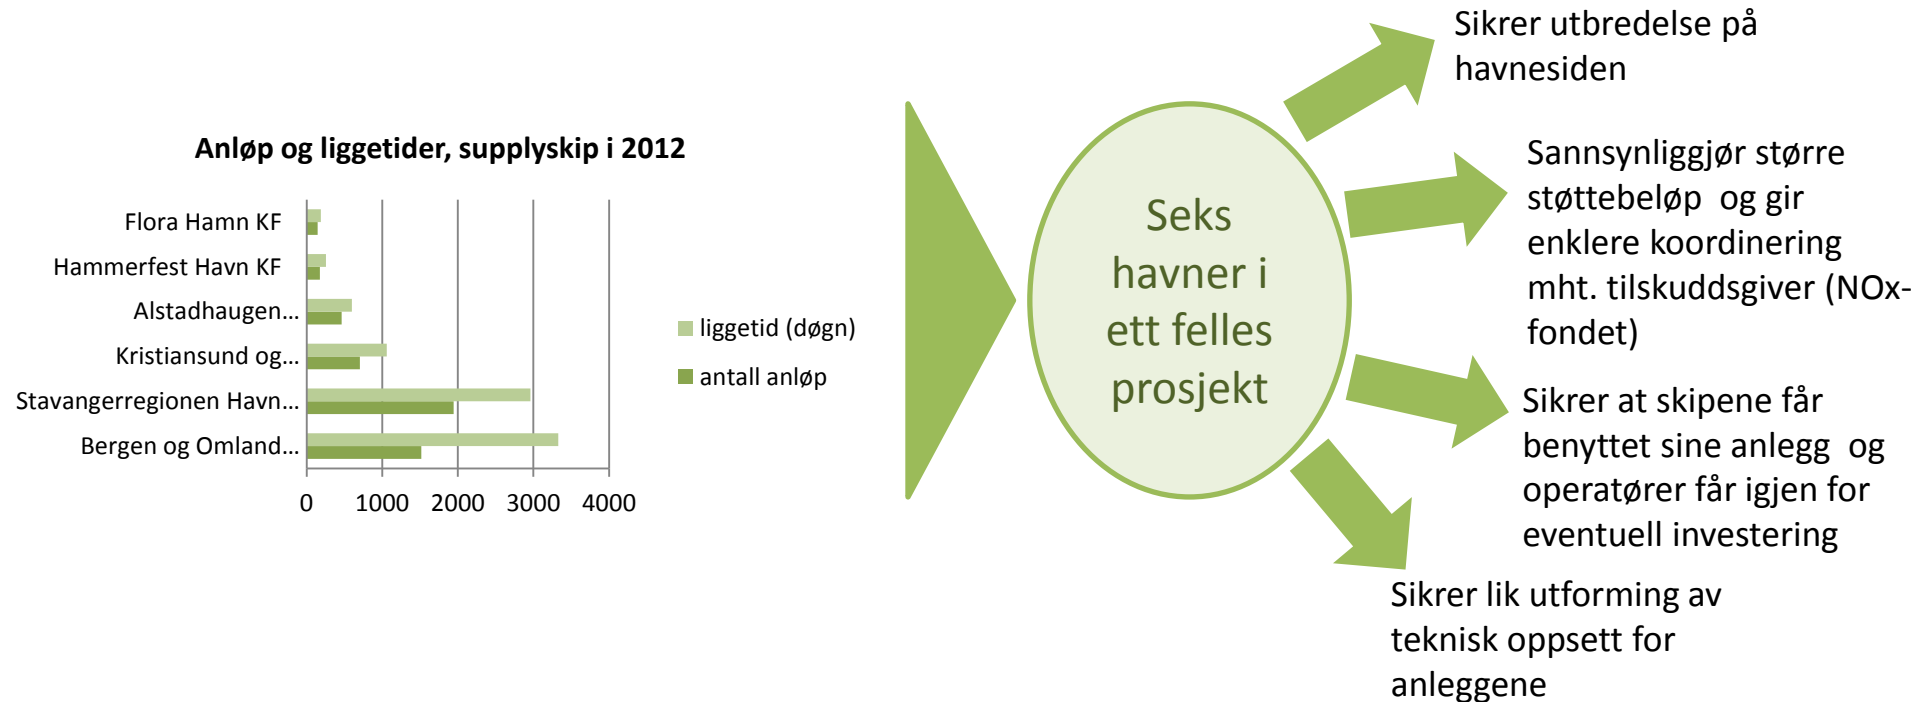 Anløp og liggetider, supplyskip i 2012
Flora Hamn KF
Hammerfest Havn KF
Alstadhaugen...
Kristiansund og...
Stavangerregionen Havn...
Bergen og Omland...
0 1000 2000 3000 4000
liggetid (døgn)
antall anløp
Seks
havner i
ett felles
prosjekt
Sikrer utbredelse på
havnesiden
Sannsynliggjør større
støttebeløp og gir
enklere koordinering
mht. tilskuddsgiver (NOx-
fondet)
Sikrer at skipene får
benyttet sine anlegg og
operatører får igjen for
eventuell investering
Sikrer lik utforming av
teknisk oppsett for
anleggene